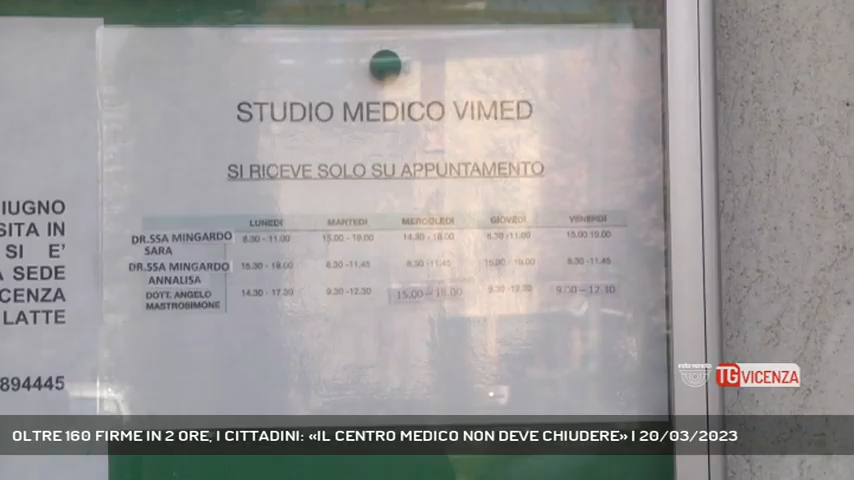 STUDIO MEDICO VIMED
SI RICEVE SOLO SU APPUNTAMENTO
LUNEDI MARTEDI MERCOLEDI GIOVEDI VENERDI
DR.SSA MINGARDO SARA 8.30 - 11.00 15.00 - 18.00 14.30 - 18.00 8.30 - 11.00 15.00 19.00
DR.SSA MINGARDO ANNALISA 15.30 - 18.00 8.30 - 11.45 8.30 - 11.45 15.00 - 19.00 8.30 - 11.45
DOTT. ANGELO MASTROSIMONE 14.30 - 17.30 9.30 - 12.30 15.00 - 18.00 9.30 - 12.30 9.00 - 12.30
IUGNO
SITA IN
SI E'
A SEDE
CENZA
LATTE
894445
TG VICENZA
OLTRE 160 FIRME IN 2 ORE, I CITTADINI: «IL CENTRO MEDICO NON DEVE CHIUDERE» | 20/03/2023